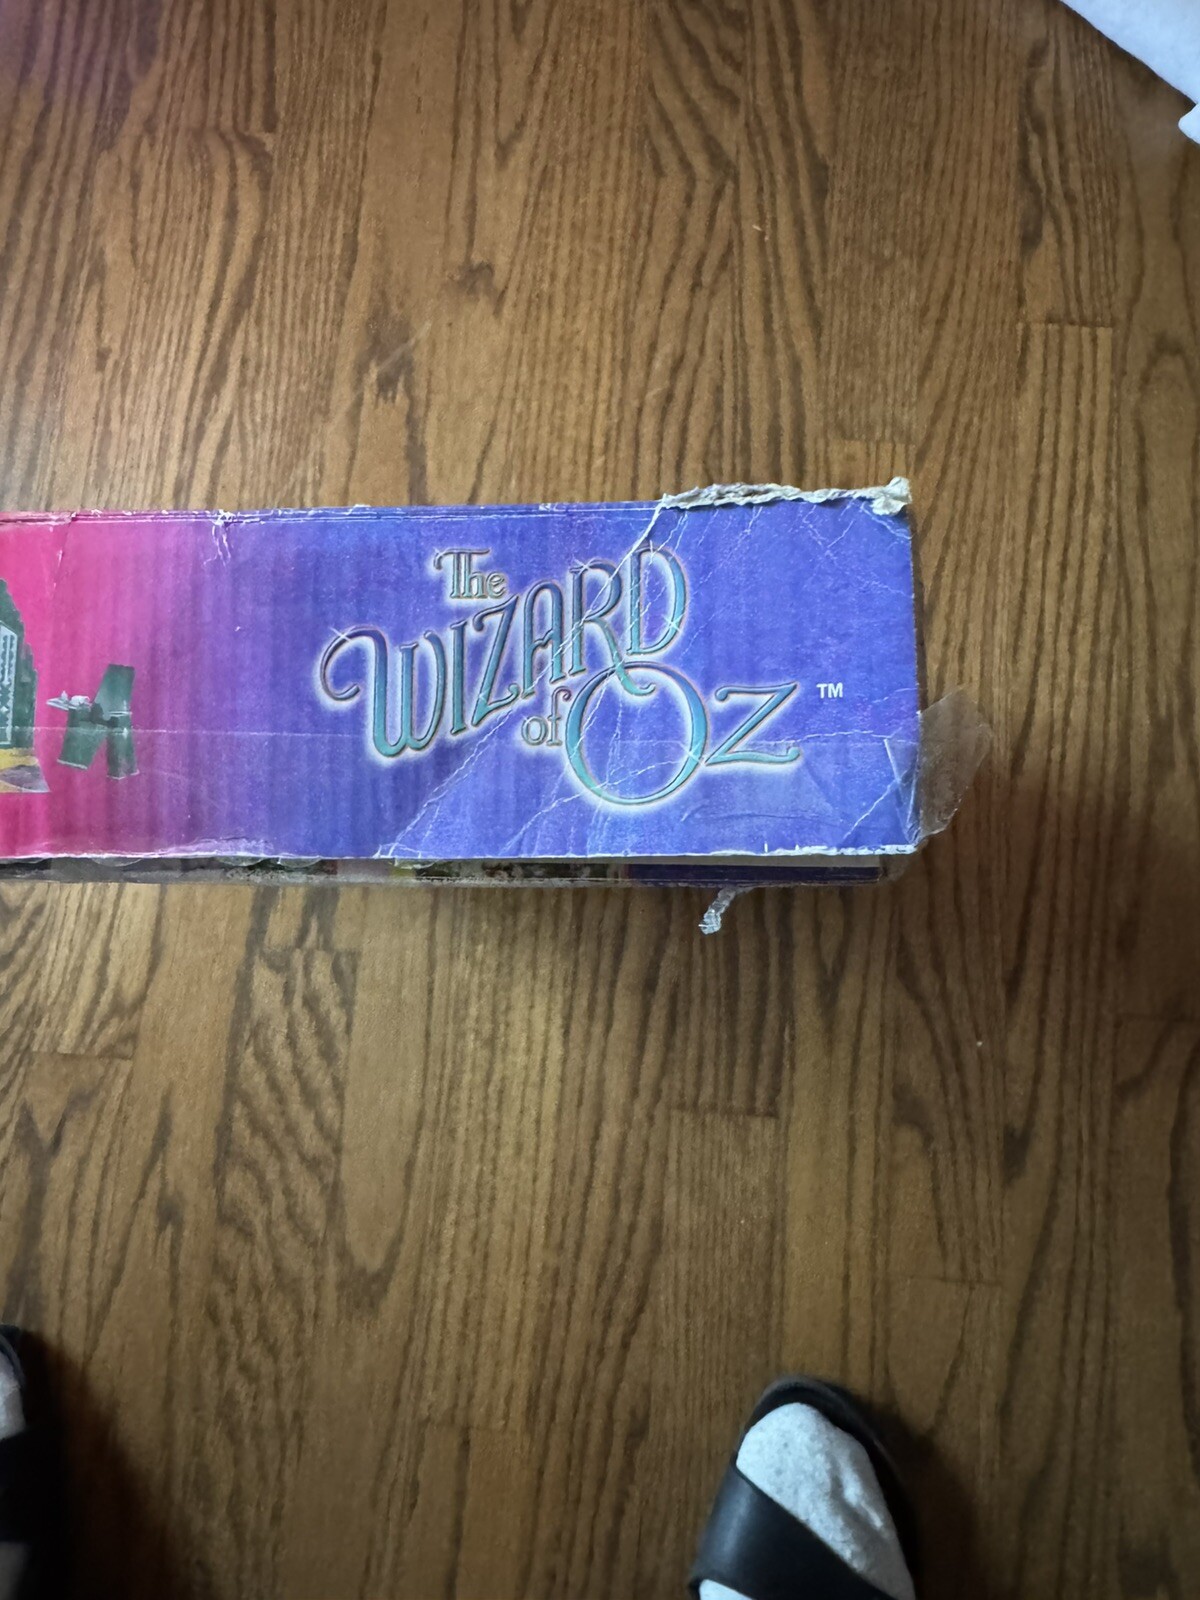 The
WIZARD
of OZ ™